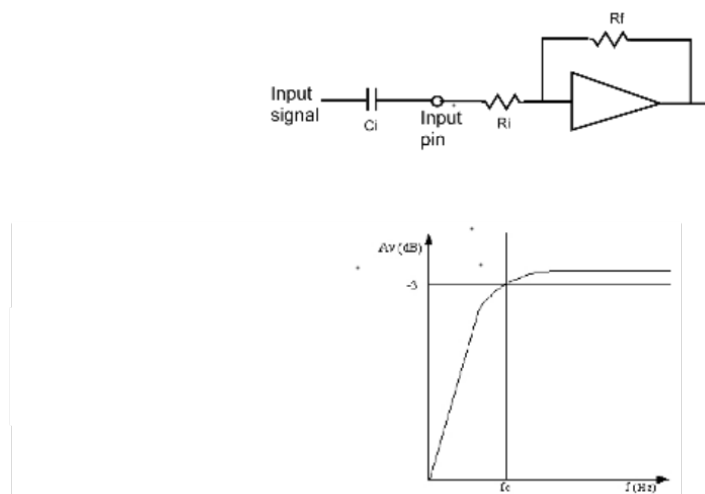 Rf
Input
signal
Ci
Input
pin
Ri
Av (dB)
-3
fc
f (Hz)